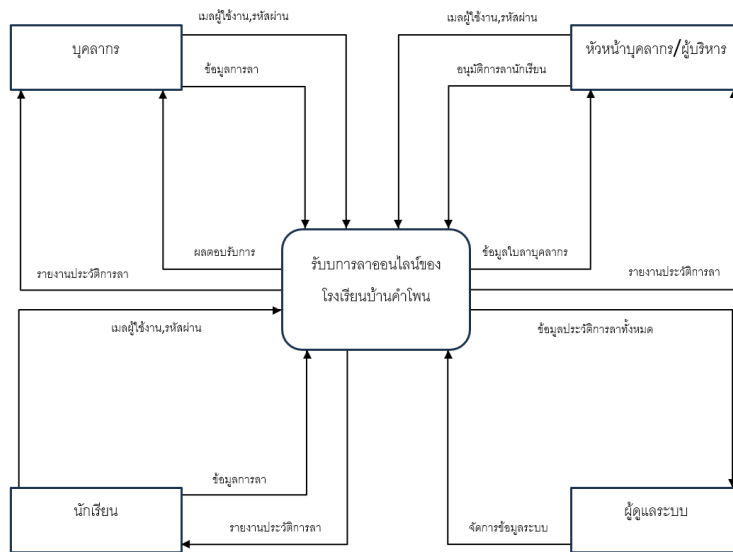 เมลผู้ใช้งาน,รหัสผ่าน
เมลผู้ใช้งาน,รหัสผ่าน
บุคลากร
หัวหน้าบุคลากร/ผู้บริหาร
ข้อมูลการลา
อนุมัติการลานักเรียน
ผลตอบรับการ
รับบการลาออนไลน์ของ
โรงเรียนบ้านคำโพน
ข้อมูลใบลาบุคลากร
รายงานประวัติการลา
รายงานประวัติการลา
เมลผู้ใช้งาน,รหัสผ่าน
ข้อมูลประวัติการลาทั้งหมด
ข้อมูลการลา
นักเรียน
ผู้ดูแลระบบ
รายงานประวัติการลา
จัดการข้อมูลระบบ